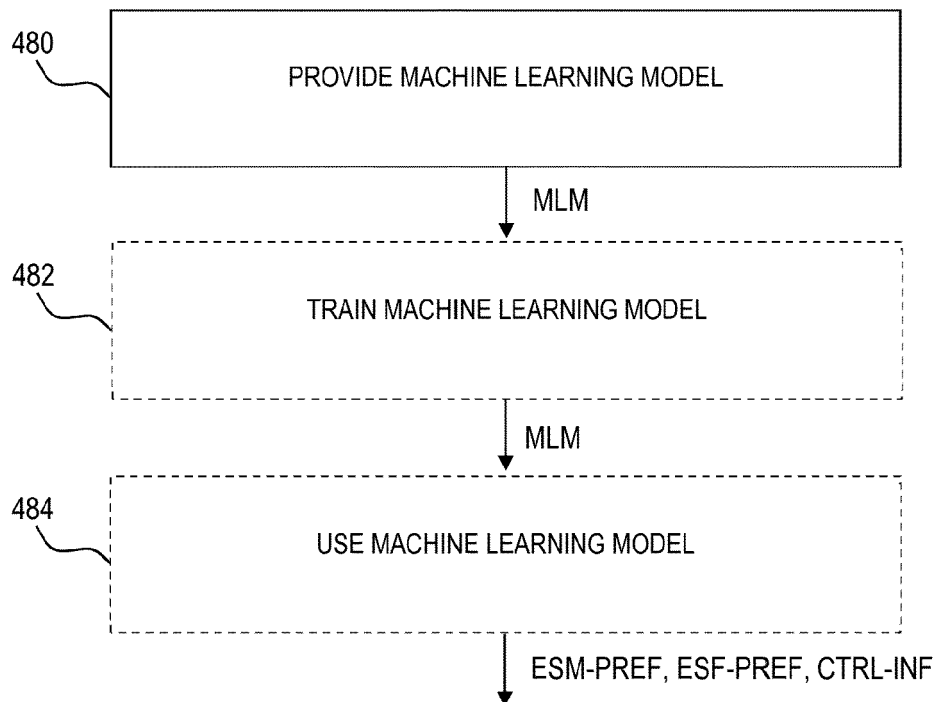 480
PROVIDE MACHINE LEARNING MODEL
MLM
482
TRAIN MACHINE LEARNING MODEL
MLM
484
USE MACHINE LEARNING MODEL
ESM-PREF, ESF-PREF, CTRL-INF